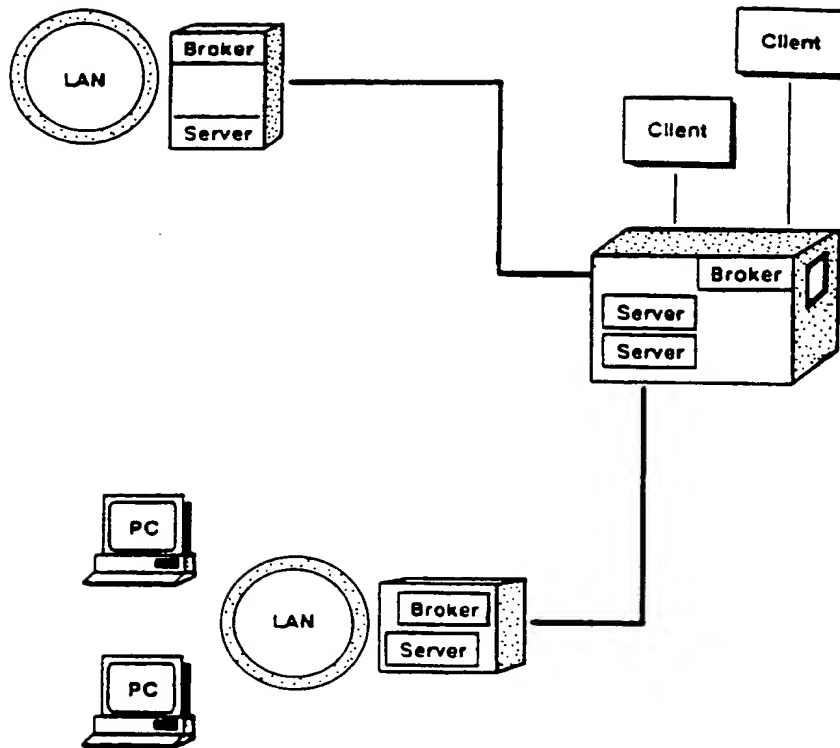 Client
Broker
LAN
Server
Client
Broker
Server
Server
PC
LAN
Broker
Server
PC